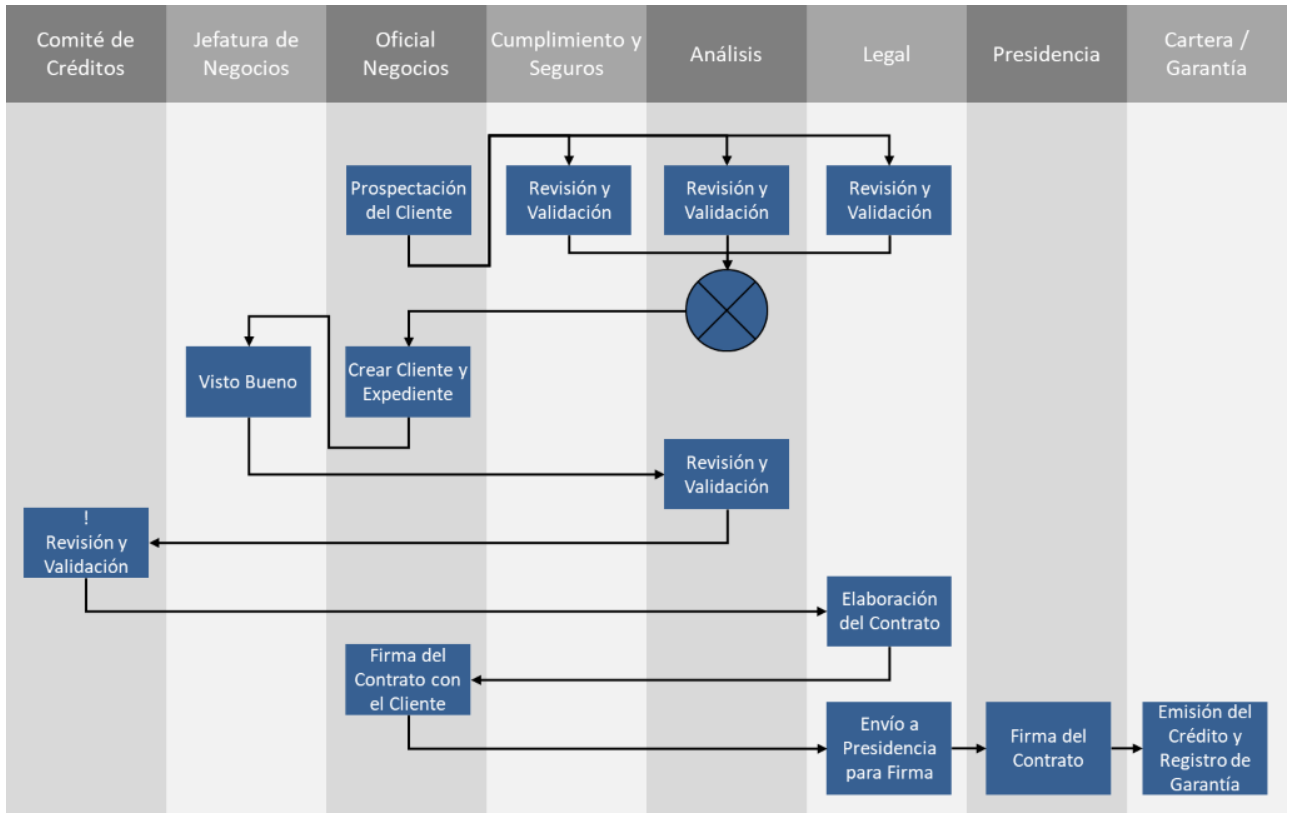 Comité de
Créditos
Jefatura de
Negocios
Oficial
Negocios
Cumplimiento y
Seguros
Análisis
Legal
Presidencia
Cartera /
Garantía
Prospectación
del Cliente
Revisión y
Validación
Revisión y
Validación
Revisión y
Validación
Visto Bueno
Crear Cliente y
Expediente
Revisión y
Validación
!
Revisión y
Validación
Elaboración
del Contrato
Firma del
Contrato con
el Cliente
Envío a
Presidencia
para Firma
Firma del
Contrato
Emisión del
Crédito y
Registro de
Garantía